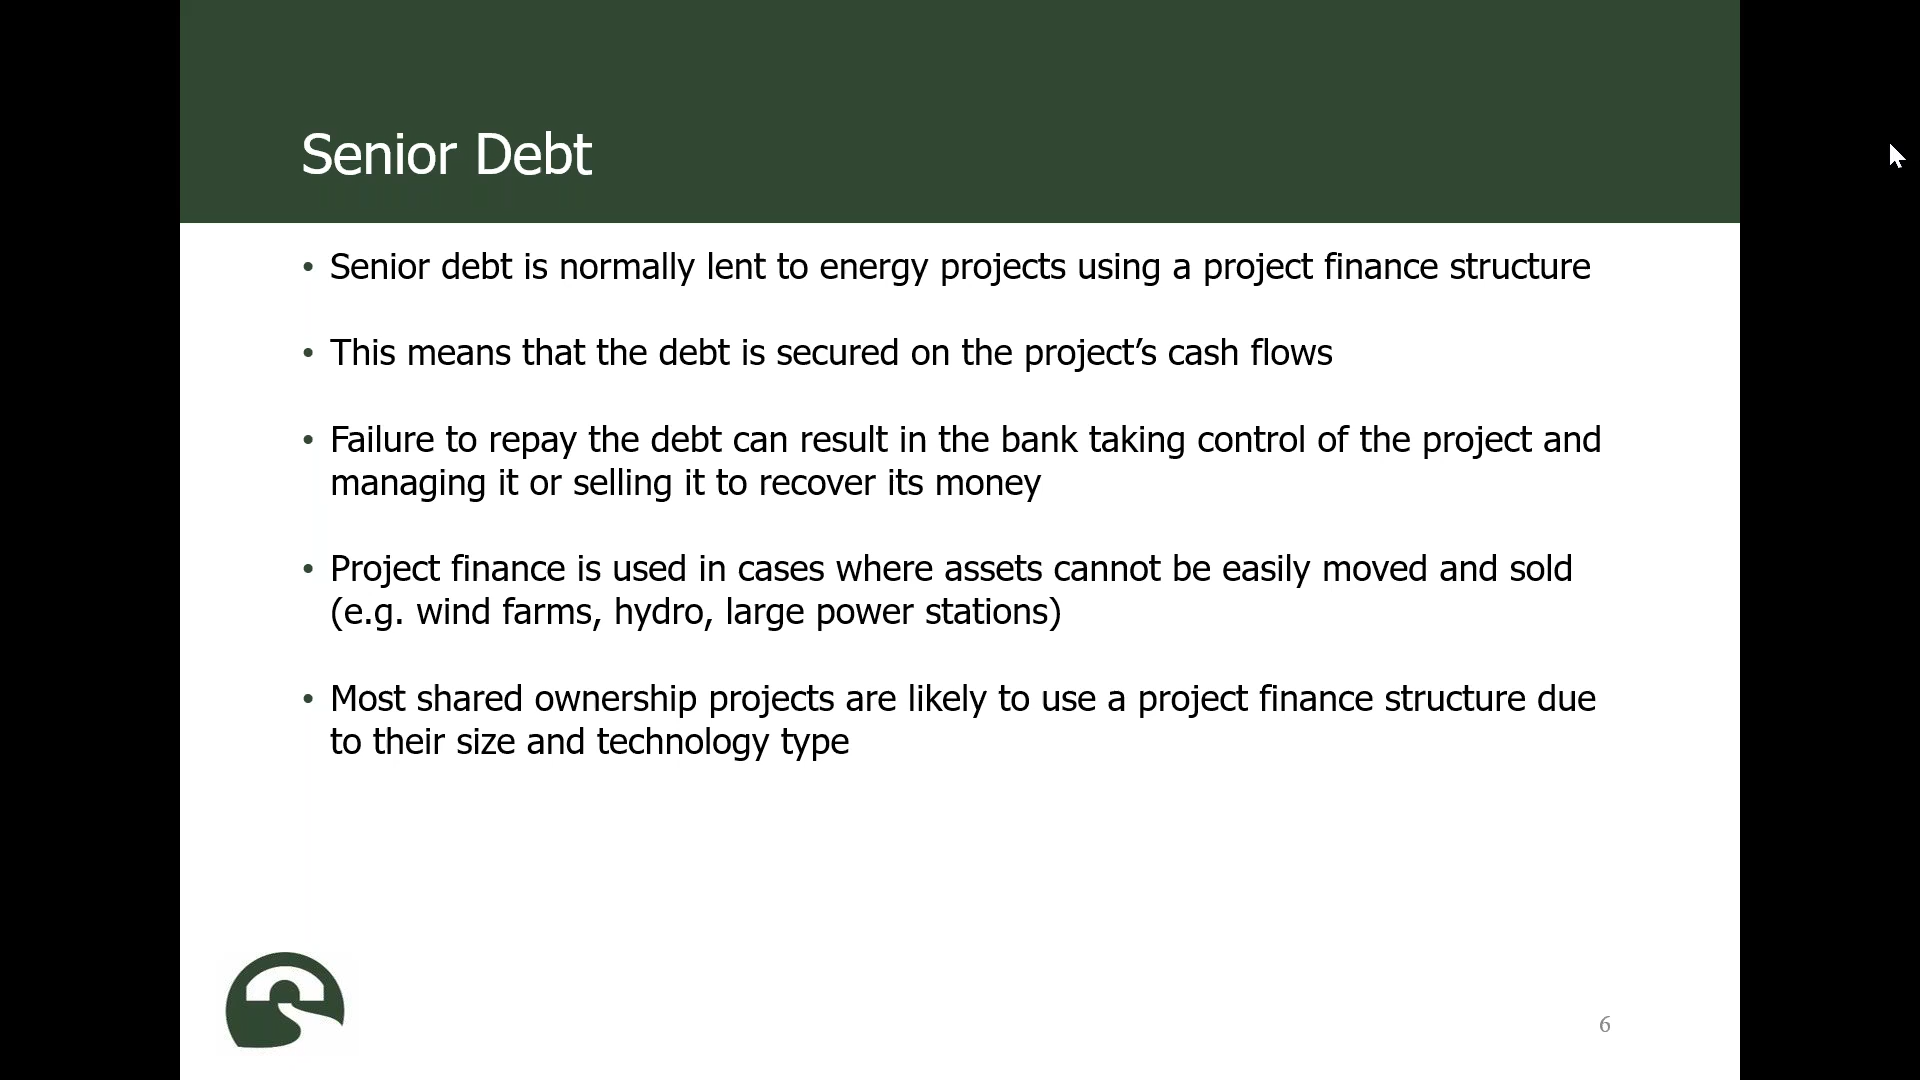 Senior Debt
• Senior debt is normally lent to energy projects using a project finance structure
• This means that the debt is secured on the project’s cash flows
• Failure to repay the debt can result in the bank taking control of the project and
managing it or selling it to recover its money
• Project finance is used in cases where assets cannot be easily moved and sold
(e.g. wind farms, hydro, large power stations)
• Most shared ownership projects are likely to use a project finance structure due
to their size and technology type
6